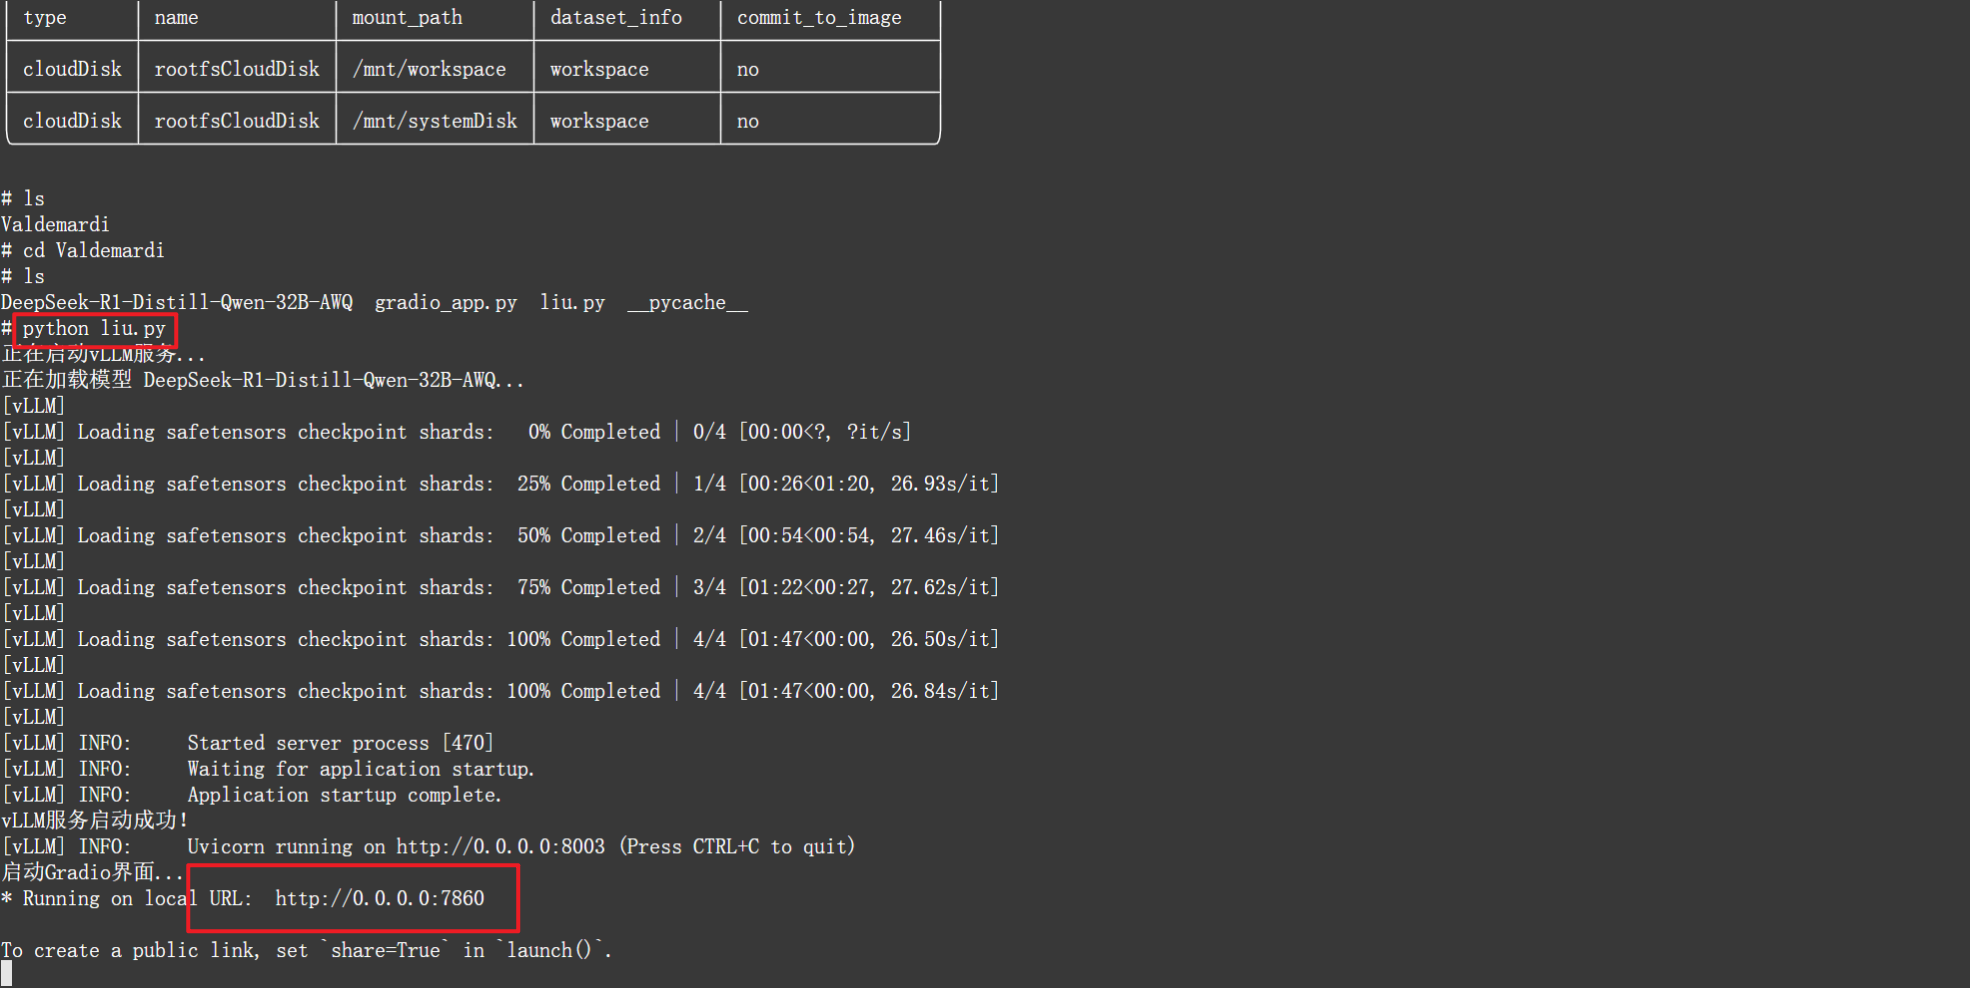 type name mount_path dataset_info commit_to_image
cloudDisk rootfsCloudDisk /mnt/workspace workspace no
cloudDisk rootfsCloudDisk /mnt/systemDisk workspace no
# ls
Valdemardi
# cd Valdemardi
# ls
DeepSeek-R1-Distill-Qwen-32B-AWQ gradio_app.py liu.py __pycache__
# python liu.py
正在启动vLLM服务...
正在加载模型 DeepSeek-R1-Distill-Qwen-32B-AWQ...
[vLLM]
[vLLM] Loading safetensors checkpoint shards: 0% Completed | 0/4 [00:00<?, ?it/s]
[vLLM]
[vLLM] Loading safetensors checkpoint shards: 25% Completed | 1/4 [00:26<01:20, 26.93s/it]
[vLLM]
[vLLM] Loading safetensors checkpoint shards: 50% Completed | 2/4 [00:54<00:54, 27.46s/it]
[vLLM]
[vLLM] Loading safetensors checkpoint shards: 75% Completed | 3/4 [01:22<00:27, 27.62s/it]
[vLLM]
[vLLM] Loading safetensors checkpoint shards: 100% Completed | 4/4 [01:47<00:00, 26.50s/it]
[vLLM]
[vLLM] Loading safetensors checkpoint shards: 100% Completed | 4/4 [01:47<00:00, 26.84s/it]
[vLLM]
[vLLM] INFO: Started server process [470]
[vLLM] INFO: Waiting for application startup.
[vLLM] INFO: Application startup complete.
vLLM服务启动成功!
[vLLM] INFO: Uvicorn running on http://0.0.0.0:8003 (Press CTRL+C to quit)
启动Gradio界面...
* Running on local URL: http://0.0.0.0:7860
To create a public link, set `share=True` in `launch()`.